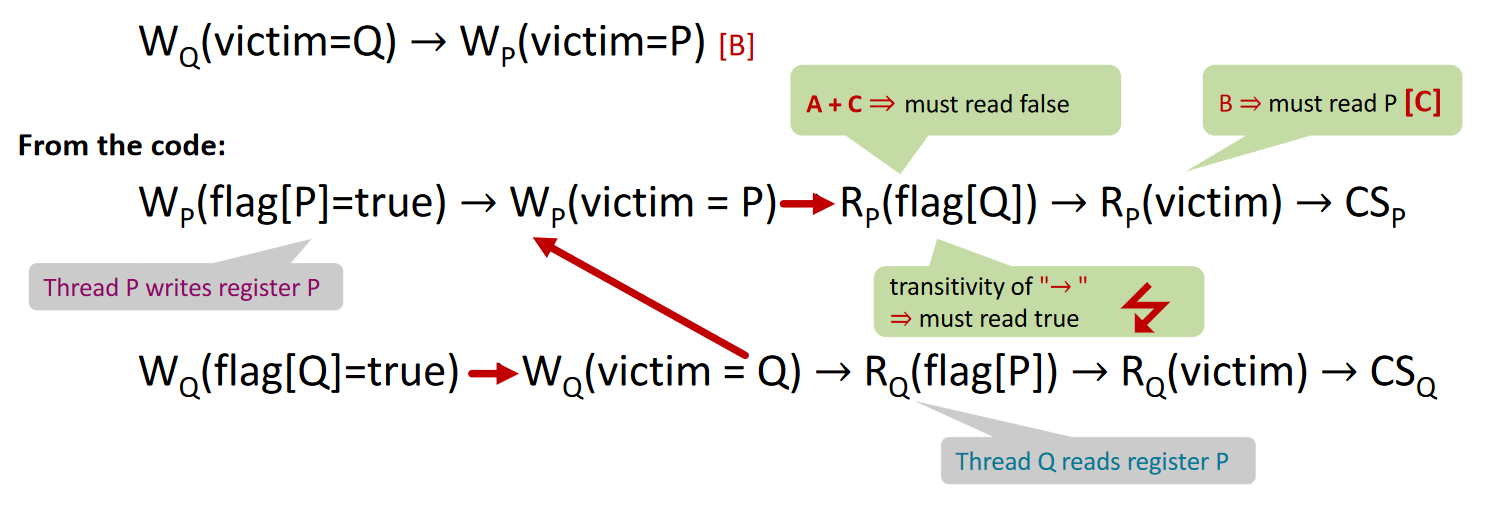 W_Q(victim=Q) → W_P(victim=P) [B]
A + C ⇒ must read false
B ⇒ must read P [C]
From the code:
W_P(flag[P]=true) → W_P(victim = P) → R_P(flag[Q]) → R_P(victim) → CS_P
Thread P writes register P
transitivity of "→ "
⇒ must read true
W_Q(flag[Q]=true) → W_Q(victim = Q) → R_Q(flag[P]) → R_Q(victim) → CS_Q
Thread Q reads register P